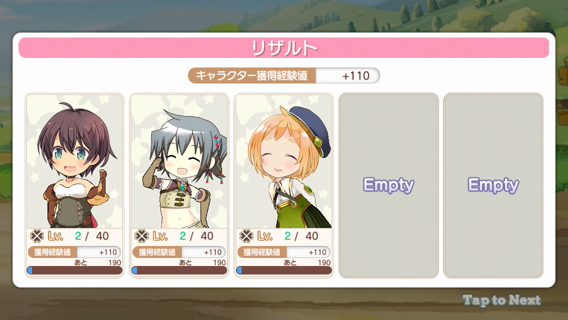 リザルト
キャラクター獲得経験値 +110
Lv. 2 / 40
獲得経験値 +110
あと 190
Lv. 2 / 40
獲得経験値 +110
あと 190
Lv. 2 / 40
獲得経験値 +110
あと 190
Empty
Empty
Tap to Next